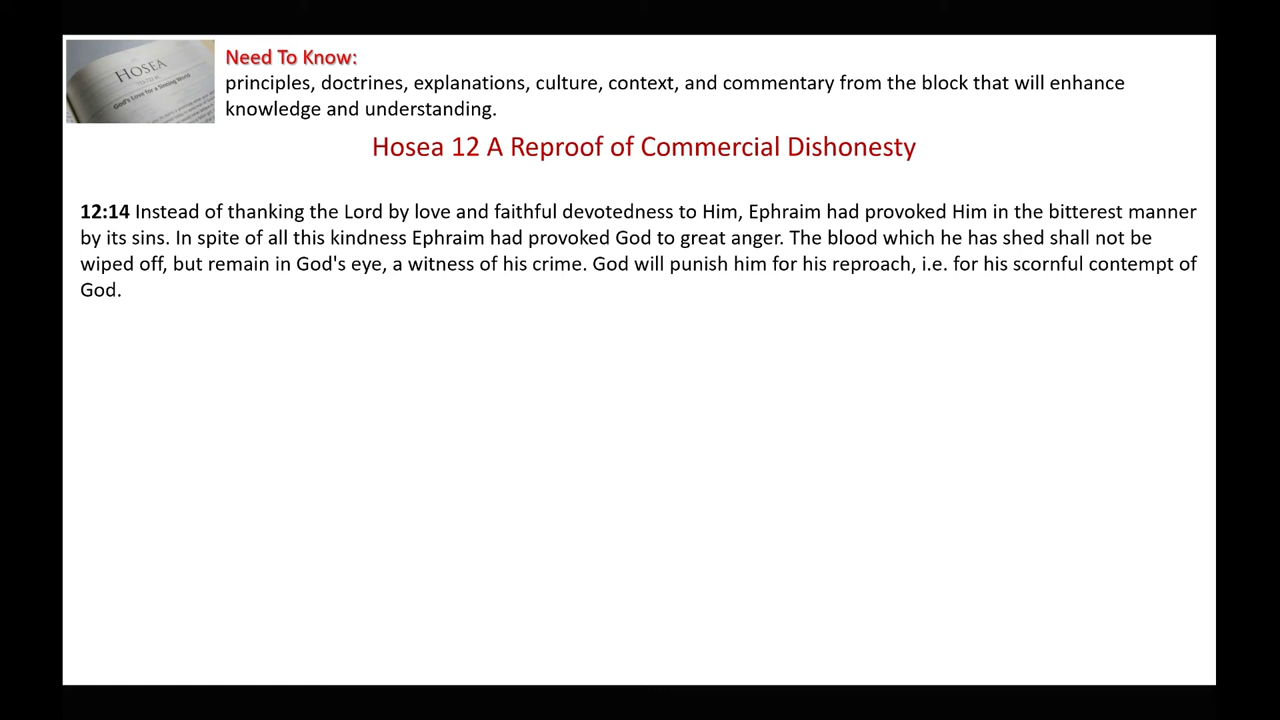 HOSEA
God's Love for a Sinning World
Need To Know:
principles, doctrines, explanations, culture, context, and commentary from the block that will enhance
knowledge and understanding.
Hosea 12 A Reproof of Commercial Dishonesty
12:14 Instead of thanking the Lord by love and faithful devotedness to Him, Ephraim had provoked Him in the bitterest manner
by its sins. In spite of all this kindness Ephraim had provoked God to great anger. The blood which he has shed shall not be
wiped off, but remain in God's eye, a witness of his crime. God will punish him for his reproach, i.e. for his scornful contempt of
God.